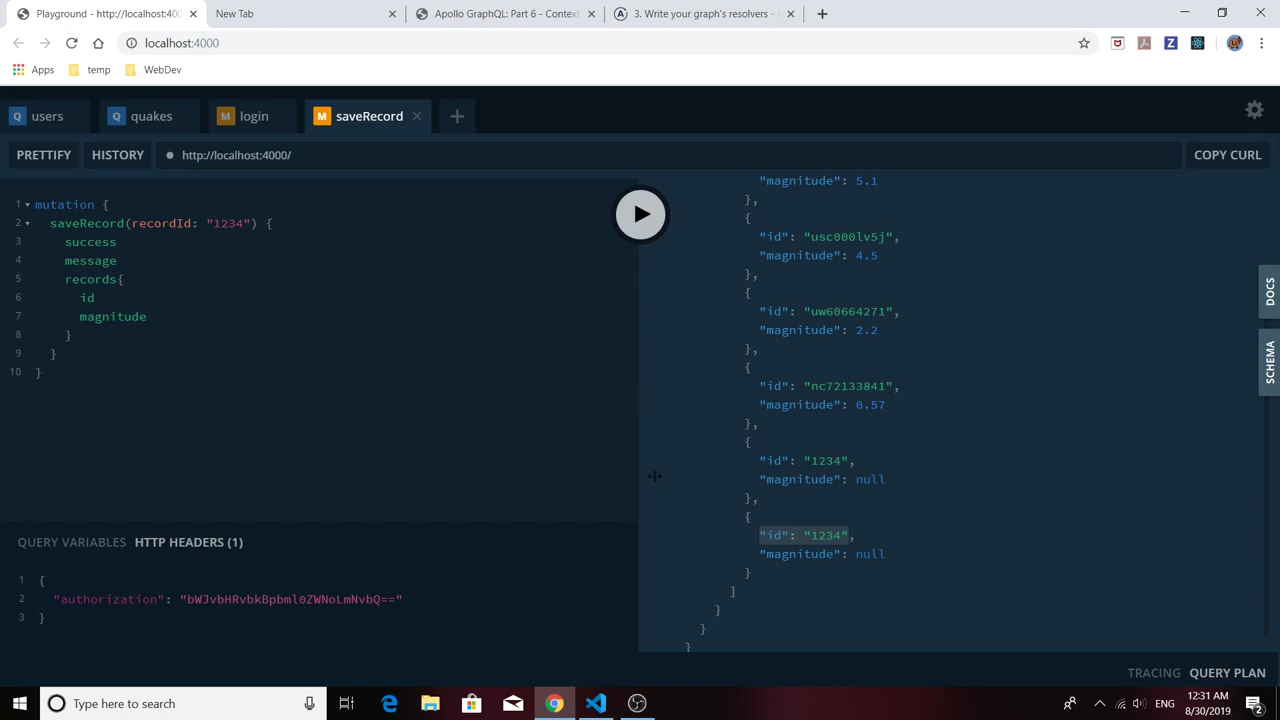 Playground - http://localhost:4000/
New Tab
Apollo GraphQL: Part 6 - Context
3. Write your graph's resolvers - A
localhost:4000
Apps
temp
WebDev
Q users
Q quakes
M login
M saveRecord
PRETTIFY
HISTORY
http://localhost:4000/
COPY CURL
1 mutation {
2 saveRecord(recordId: "1234") {
3 success
4 message
5 records{
6 id
7 magnitude
8 }
9 }
10 }
"magnitude": 5.1
},
{
"id": "usc000lv5j",
"magnitude": 4.5
},
{
"id": "uw60664271",
"magnitude": 2.2
},
{
"id": "nc72133841",
"magnitude": 0.57
},
{
"id": "1234",
"magnitude": null
},
{
"id": "1234",
"magnitude": null
}
]
}
}
}
DOCS
SCHEMA
QUERY VARIABLES
HTTP HEADERS (1)
1 {
2 "authorization": "bWJvbHRvbkBpbml0ZWNoLmNvbQ=="
3 }
TRACING
QUERY PLAN
Type here to search
ENG
12:31 AM
8/30/2019
2